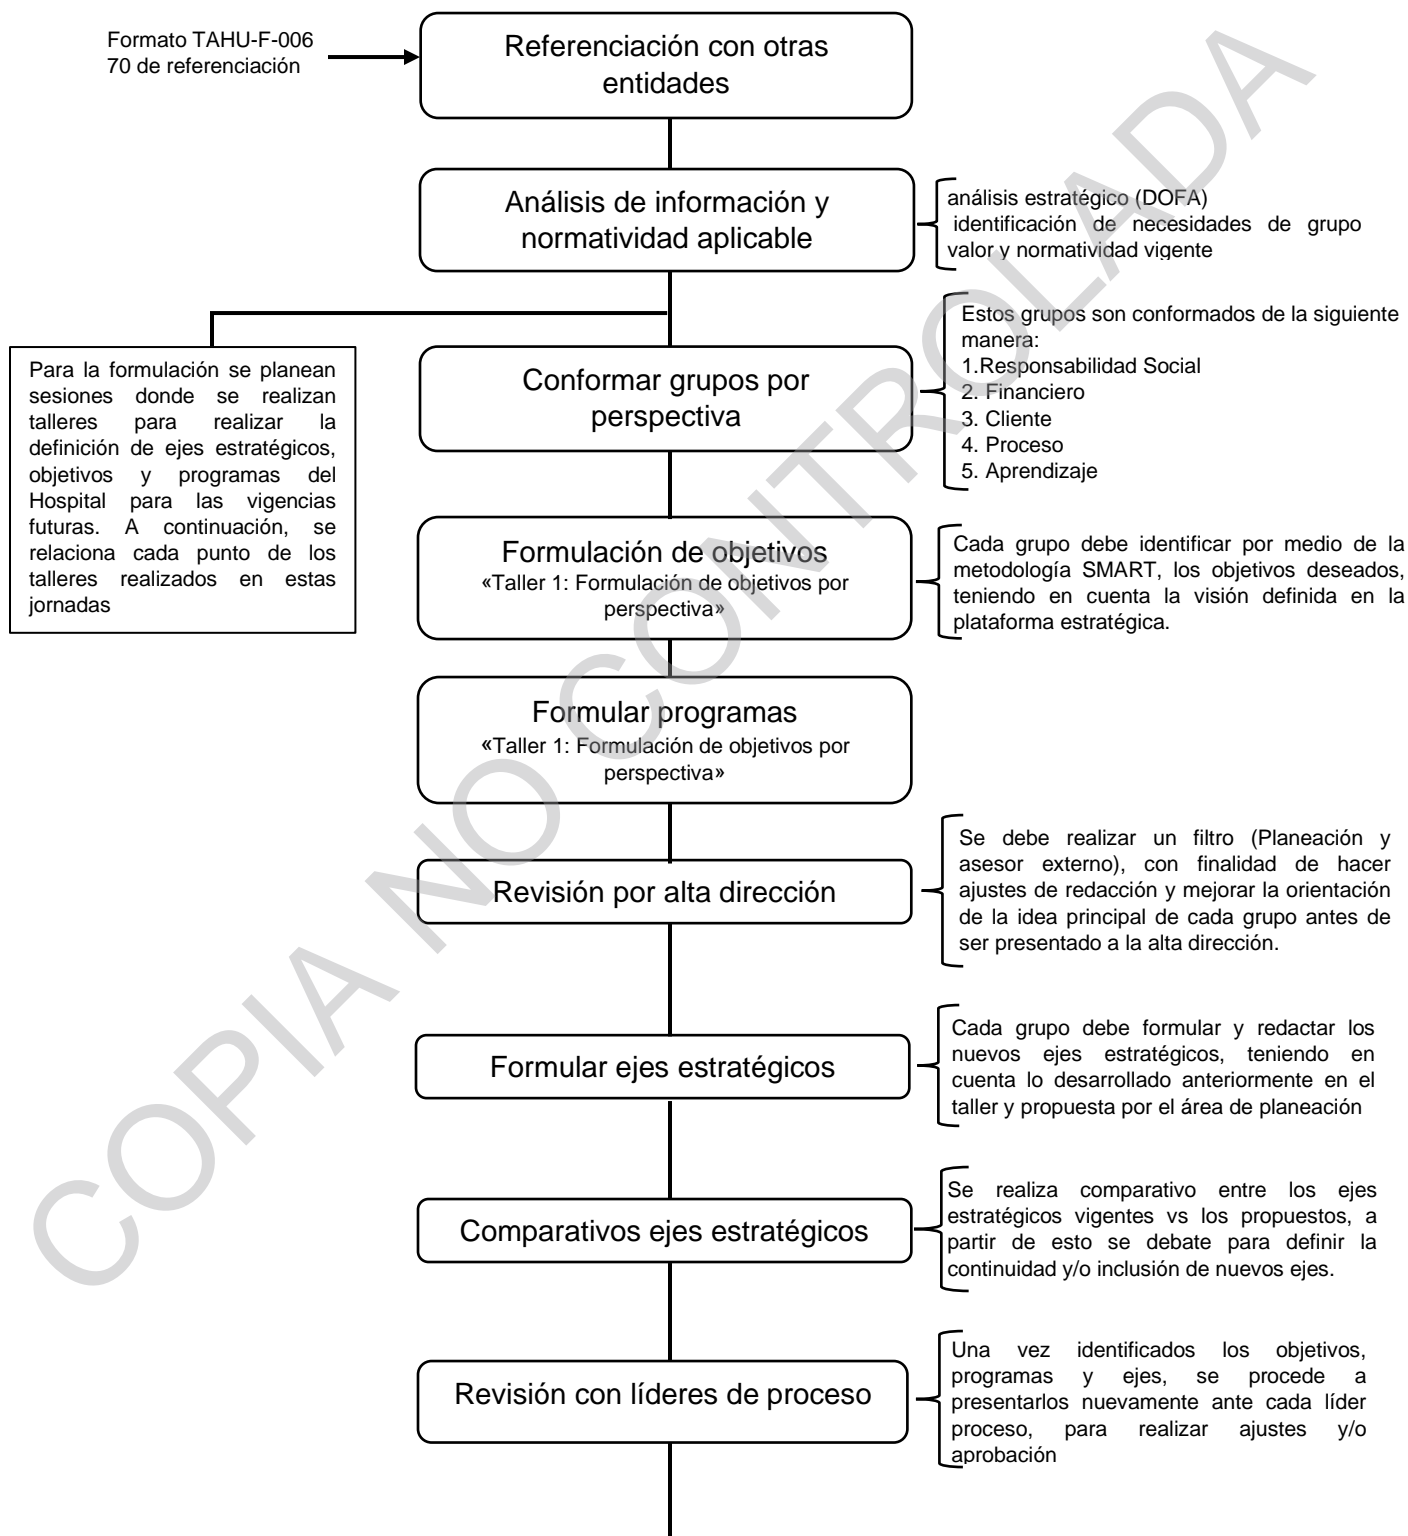 Formato TAHU-F-006
70 de referenciación
Referenciación con otras
entidades
Análisis de información y
normatividad aplicable
análisis estratégico (DOFA)
identificación de necesidades de grupo
valor y normatividad vigente
Para la formulación se planean
sesiones donde se realizan
talleres para realizar la
definición de ejes estratégicos,
objetivos y programas del
Hospital para las vigencias
futuras. A continuación, se
relaciona cada punto de los
talleres realizados en estas
jornadas
Conformar grupos por
perspectiva
Estos grupos son conformados de la siguiente
manera:
1.Responsabilidad Social
2. Financiero
3. Cliente
4. Proceso
5. Aprendizaje
Formulación de objetivos
«Taller 1: Formulación de objetivos por
perspectiva»
Cada grupo debe identificar por medio de la
metodología SMART, los objetivos deseados,
teniendo en cuenta la visión definida en la
plataforma estratégica.
Formular programas
«Taller 1: Formulación de objetivos por
perspectiva»
Revisión por alta dirección
Se debe realizar un filtro (Planeación y
asesor externo), con finalidad de hacer
ajustes de redacción y mejorar la orientación
de la idea principal de cada grupo antes de
ser presentado a la alta dirección.
Formular ejes estratégicos
Cada grupo debe formular y redactar los
nuevos ejes estratégicos, teniendo en
cuenta lo desarrollado anteriormente en el
taller y propuesta por el área de planeación
Comparativos ejes estratégicos
Se realiza comparativo entre los ejes
estratégicos vigentes vs los propuestos, a
partir de esto se debate para definir la
continuidad y/o inclusión de nuevos ejes.
Revisión con líderes de proceso
Una vez identificados los objetivos,
programas y ejes, se procede a
presentarlos nuevamente ante cada líder
proceso, para realizar ajustes y/o
aprobación
COPIA NO CONTROLADA